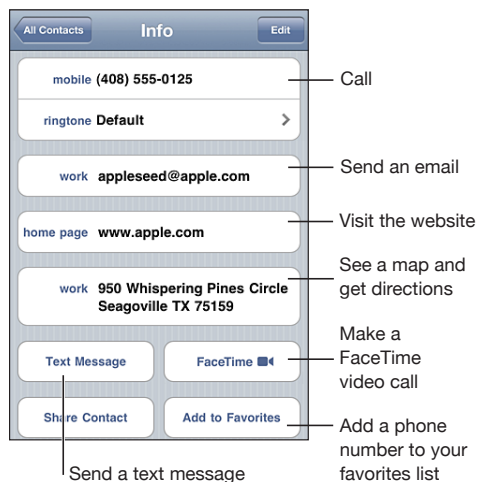 All Contacts Info Edit
mobile (408) 555-0125
Call
ringtone Default
work appleseed@apple.com
Send an email
home page www.apple.com
Visit the website
work 950 Whispering Pines Circle
Seagoville TX 75159
See a map and
get directions
Text Message
FaceTime
Make a
FaceTime
video call
Share Contact
Add to Favorites
Add a phone
number to your
favorites list
Send a text message